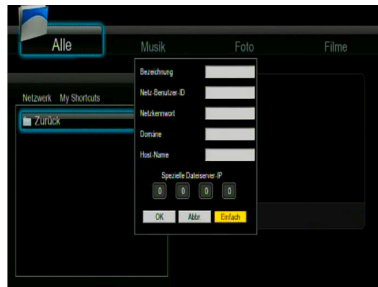 Alle Musik Foto Filme
Netzwerk My Shortcuts
Zurück
Bezeichnung
Netz-Benutzer-ID
Netzkennwort
Domäne
Host-Name
Spezielle Dateiserver-IP
0 0 0 0
OK Abbr. Einfach